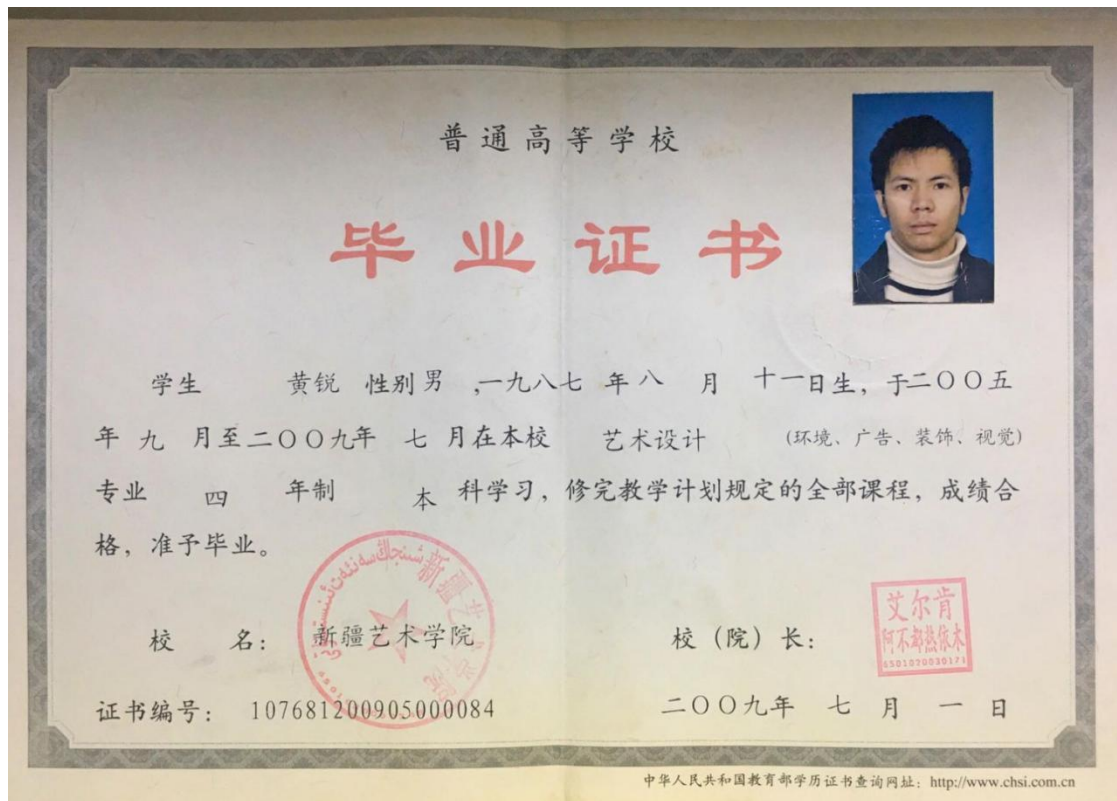 普通高等学校
毕业证书
学生 黄锐 性别 男 ,一九八七 年 八 月 十一日生，于二〇〇五
年 九 月至二〇〇九年 七 月在本校 艺术设计 (环境、广告、装饰、视觉)
专业 四 年制 本 科学习，修完教学计划规定的全部课程，成绩合
格，准予毕业。
新疆艺术学院
校 名： 新疆艺术学院
校（院）长：
艾尔肯
阿不都热依木
6501020030171
证书编号： 107681200905000084
二〇〇九年 七 月 一 日
中华人民共和国教育部学历证书查询网址：http://www.chsi.com.cn